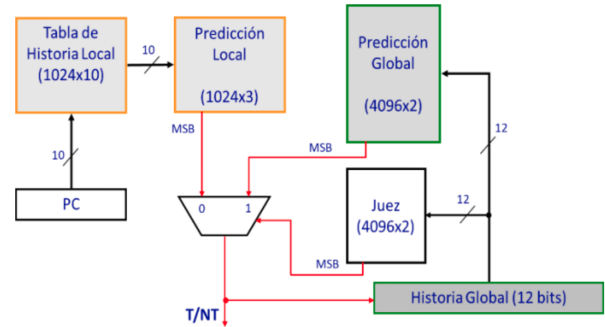 Tabla de
Historia Local
(1024x10)
10
Predicción
Local
(1024x3)
Predicción
Global
(4096x2)
MSB
MSB
12
10
PC
0 1
Juez
(4096x2)
12
MSB
T/NT
Historia Global (12 bits)